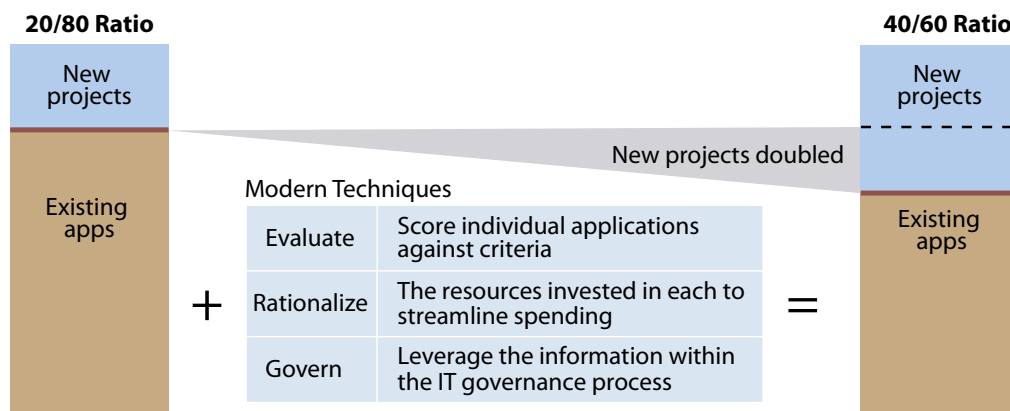 20/80 Ratio
40/60 Ratio
New
projects
New
projects
New projects doubled
Existing
apps
Existing
apps
Modern Techniques
Evaluate
Score individual applications
against criteria
+
Rationalize
The resources invested in each to
streamline spending
=
Govern
Leverage the information within
the IT governance process